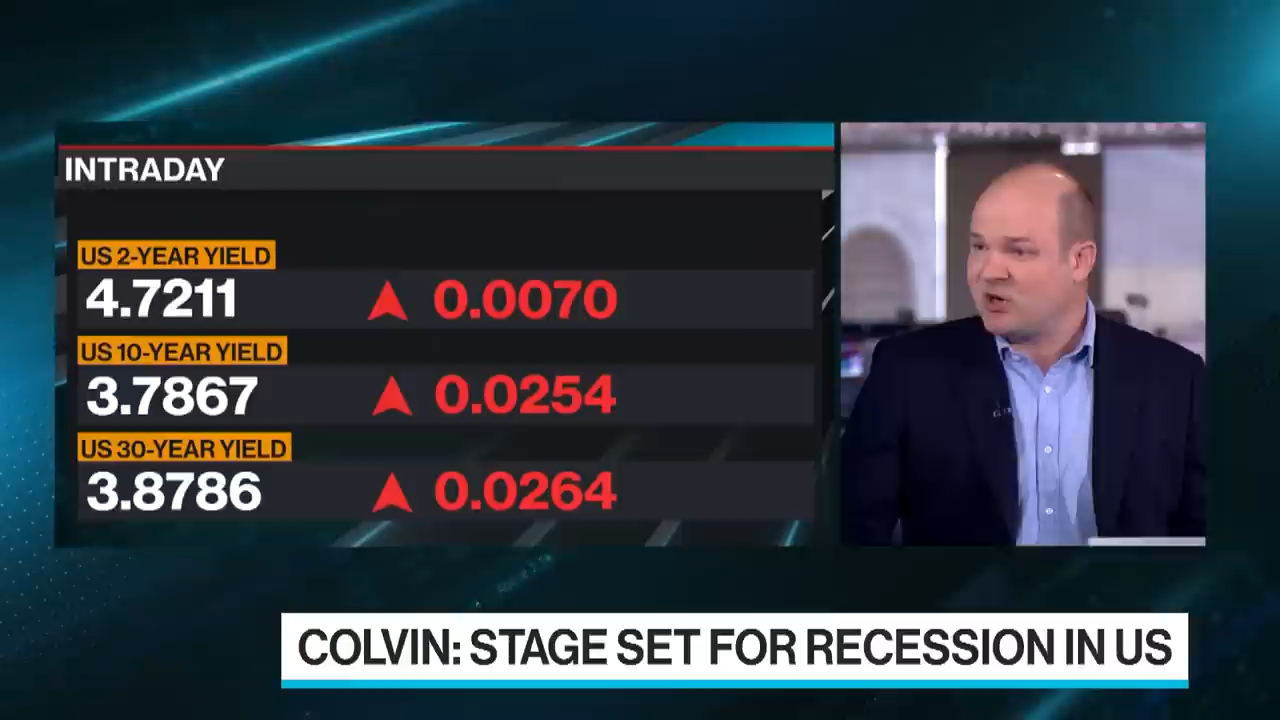 INTRADAY
US 2-YEAR YIELD
4.7211 0.0070
US 10-YEAR YIELD
3.7867 0.0254
US 30-YEAR YIELD
3.8786 0.0264
COLVIN: STAGE SET FOR RECESSION IN US